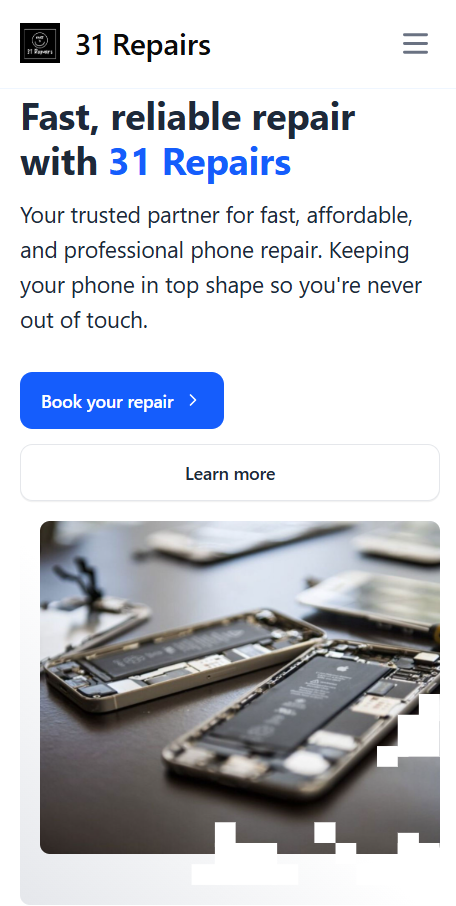 31 Repairs
31 Repairs
Fast, reliable repair
with 31 Repairs
Your trusted partner for fast, affordable,
and professional phone repair. Keeping
your phone in top shape so you're never
out of touch.
Book your repair
Learn more